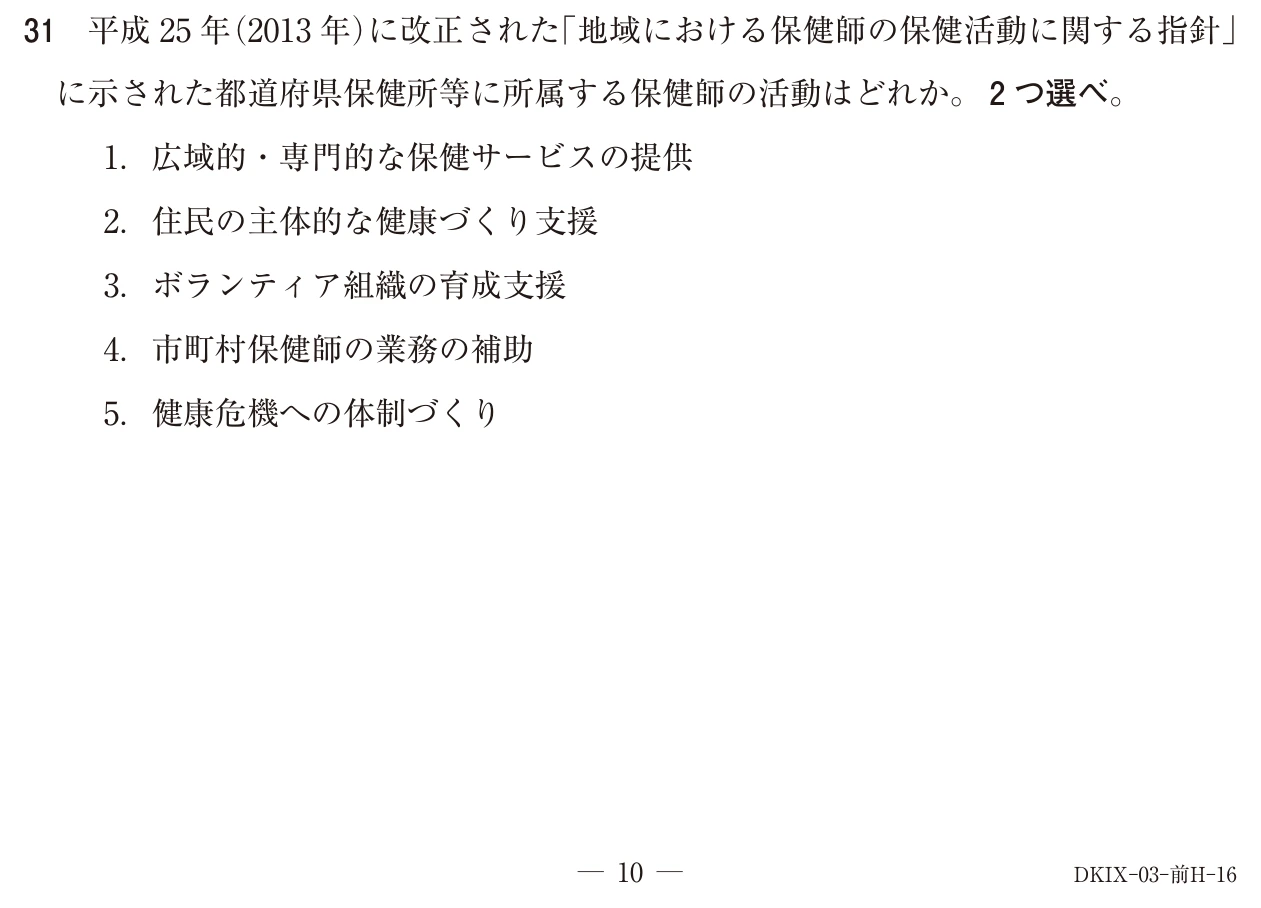 31　平成 25 年(2013 年)に改正された「地域における保健師の保健活動に関する指針」
に示された都道府県保健所等に所属する保健師の活動はどれか。2 つ選べ。
1. 広域的・専門的な保健サービスの提供
2. 住民の主体的な健康づくり支援
3. ボランティア組織の育成支援
4. 市町村保健師の業務の補助
5. 健康危機への体制づくり
— 10 —
DKIX-03-前H-16